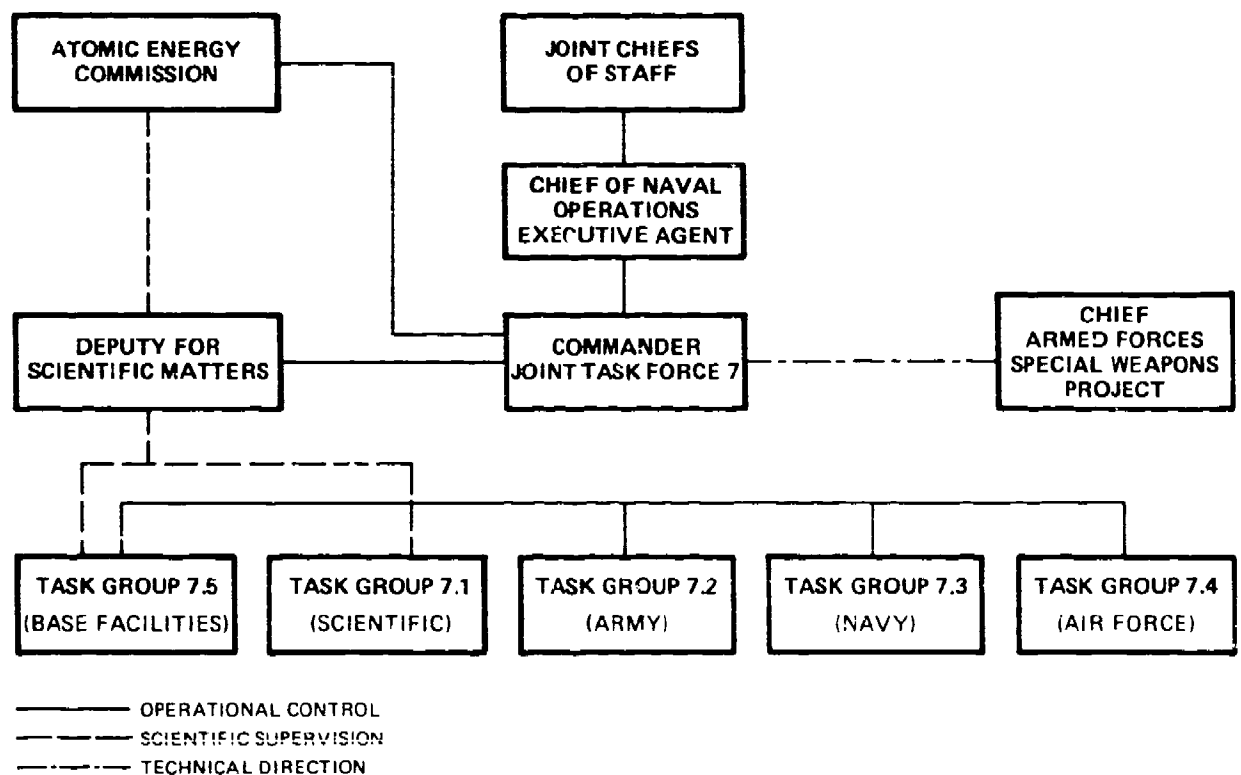 ATOMIC ENERGY
COMMISSION
JOINT CHIEFS
OF STAFF
CHIEF OF NAVAL
OPERATIONS
EXECUTIVE AGENT
DEPUTY FOR
SCIENTIFIC MATTERS
COMMANDER
JOINT TASK FORCE 7
CHIEF
ARMED FORCES
SPECIAL WEAPONS
PROJECT
TASK GROUP 7.5
(BASE FACILITIES)
TASK GROUP 7.1
(SCIENTIFIC)
TASK GROUP 7.2
(ARMY)
TASK GROUP 7.3
(NAVY)
TASK GROUP 7.4
(AIR FORCE)
OPERATIONAL CONTROL
SCIENTIFIC SUPERVISION
TECHNICAL DIRECTION